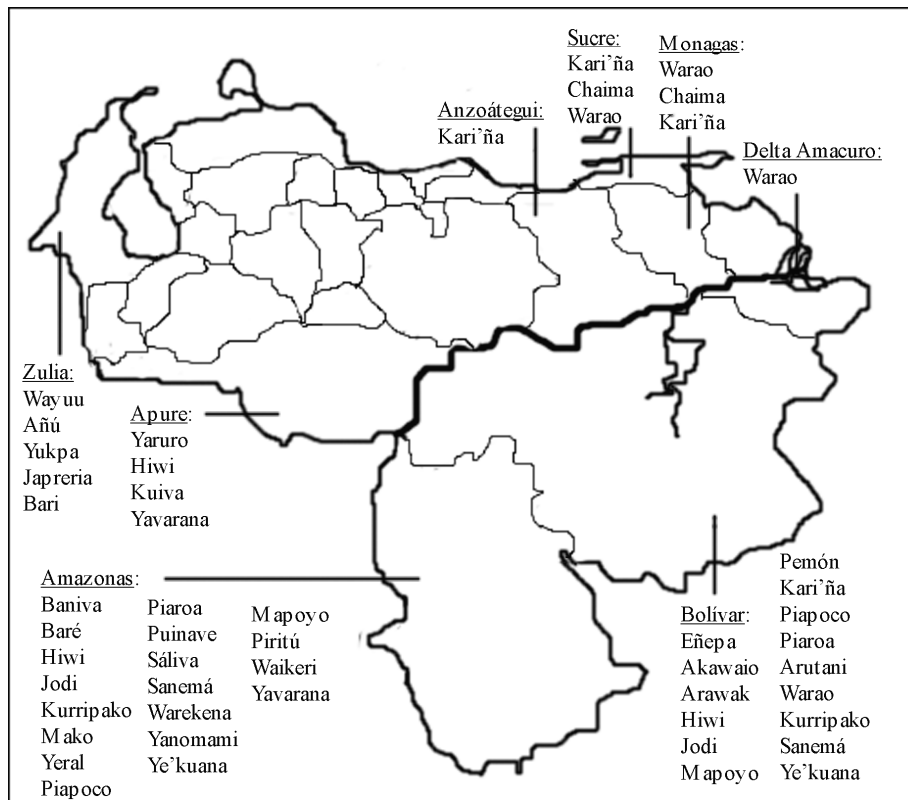 Sucre:
Kari’ña
Chaima
Warao
Monagas:
Warao
Chaima
Kari’ña
Anzoátegui:
Kari’ña
Delta Amacuro:
Warao
Zulia:
Wayuu
Añú
Yukpa
Japreria
Bari
Apure:
Yaruro
Hiwi
Kuiva
Yavarana
Amazonas:
Baniva
Baré
Hiwi
Jodi
Kurripako
Mako
Yeral
Piapoco
Piaroa
Puinave
Sáliva
Sanemá
Warekena
Yanomami
Ye’kuana
Mapoyo
Piritú
Waikeri
Yavarana
Bolívar:
Eñepa
Akawaio
Arawak
Hiwi
Jodi
Mapoyo
Pemón
Kari’ña
Piapoco
Piaroa
Arutani
Warao
Kurripako
Sanemá
Ye’kuana